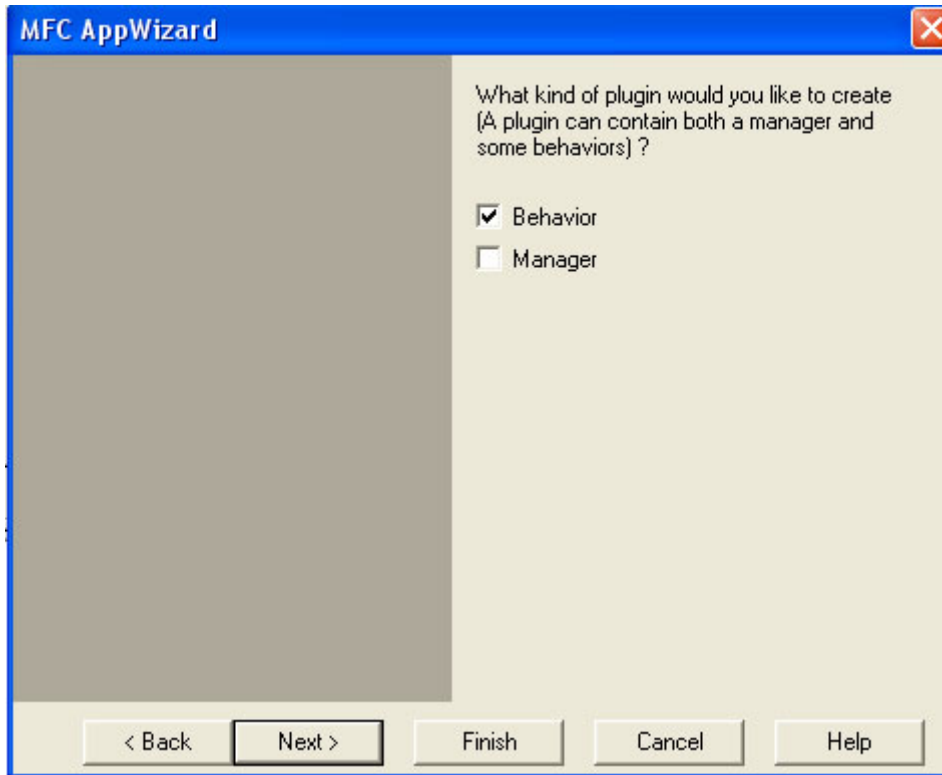 MFC AppWizard
What kind of plugin would you like to create
(A plugin can contain both a manager and
some behaviors) ?
Behavior
Manager
< Back
Next >
Finish
Cancel
Help